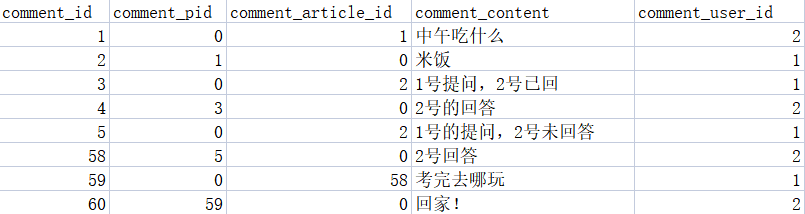 comment_id comment_pid comment_article_id comment_content comment_user_id
1 0 1 中午吃什么 2
2 1 0 米饭 1
3 0 2 1号提问，2号已回 1
4 3 0 2号的回答 2
5 0 2 1号的提问，2号未回答 1
58 5 0 2号回答 2
59 0 58 考完去哪玩 1
60 59 0 回家！ 2